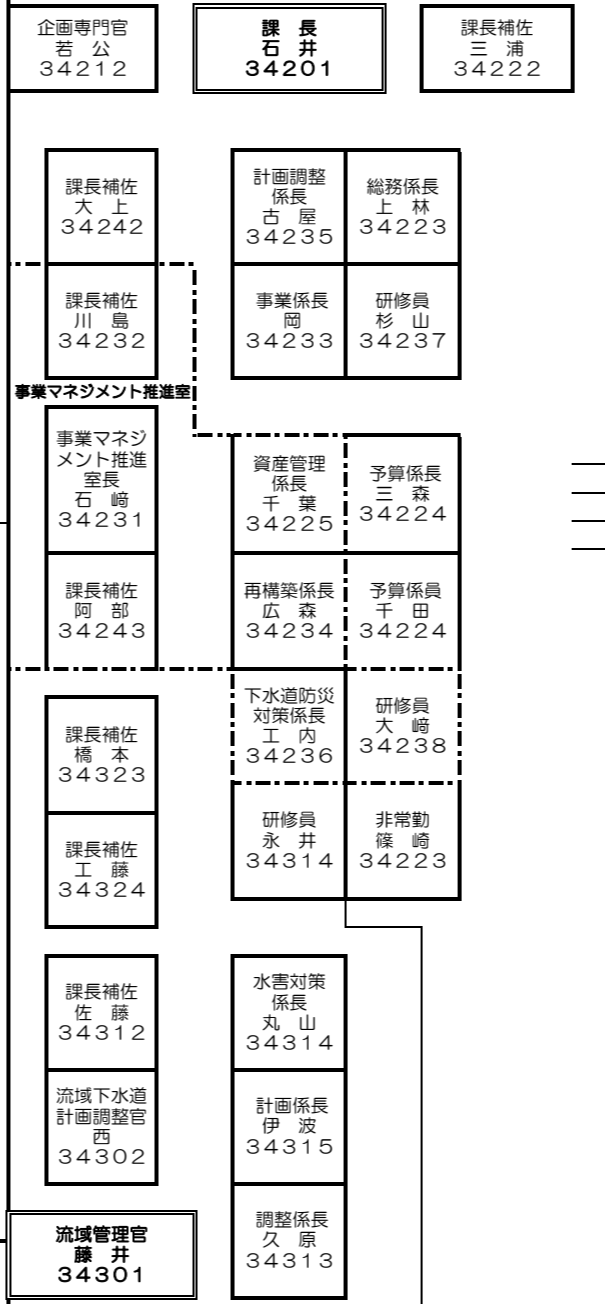 企画専門官
若　公
３４２１２
課　長
石　井
３４２０１
課長補佐
三　浦
３４２２２
課長補佐
大　上
３４２４２
計画調整
係長
古　屋
３４２３５
総務係長
上　林
３４２２３
課長補佐
川　島
３４２３２
事業係長
岡
３４２３３
研修員
杉　山
３４２３７
事業マネジメント推進室
事業マネジ
メント推進
室長
石　﨑
３４２３１
資産管理
係長
千　葉
３４２２５
予算係長
三　森
３４２２４
課長補佐
阿　部
３４２４３
再構築係長
広　森
３４２３４
予算係員
千　田
３４２２４
下水道防災
対策係長
工　内
３４２３６
研修員
大　﨑
３４２３８
課長補佐
橋　本
３４３２３
研修員
永　井
３４３１４
非常勤
篠　崎
３４２２３
課長補佐
工　藤
３４３２４
課長補佐
佐　藤
３４３１２
水害対策
係長
丸　山
３４３１４
流域下水道
計画調整官
西
３４３０２
計画係長
伊　波
３４３１５
流域管理官
藤　井
３４３０１
調整係長
久　原
３４３１３